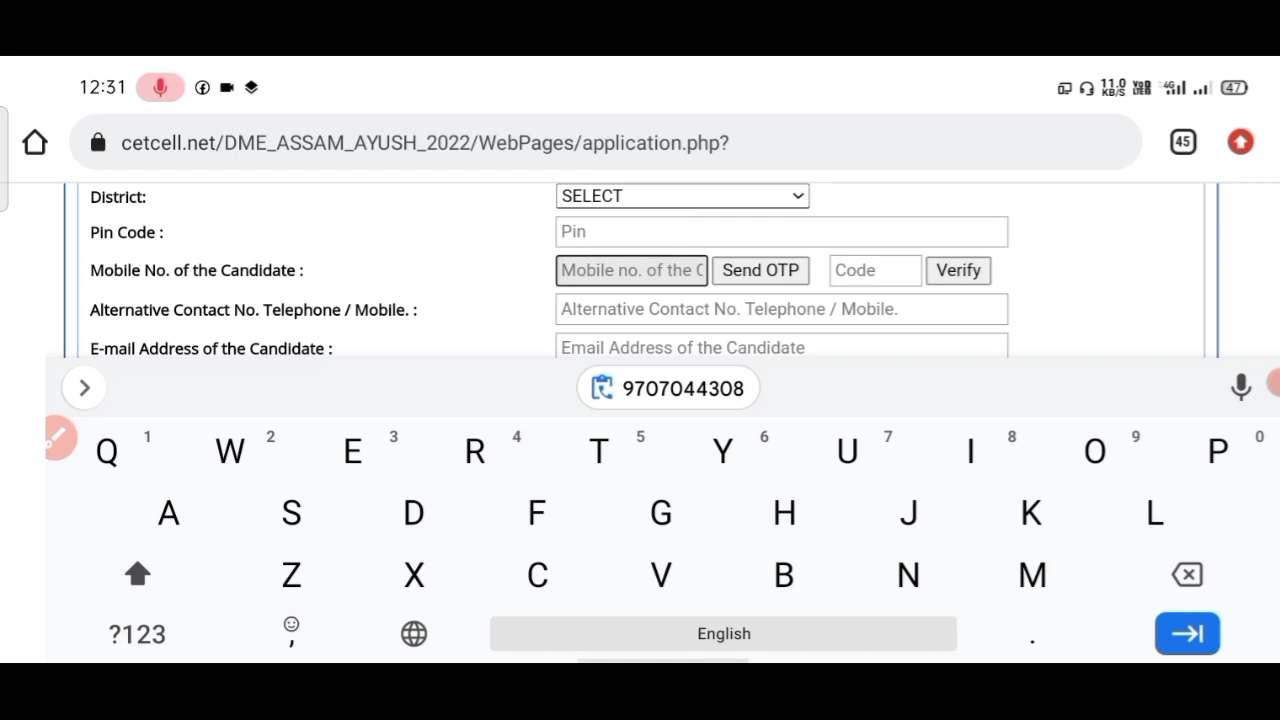 12:31 11.0 KB/S 4G 47
cetcell.net/DME_ASSAM_AYUSH_2022/WebPages/application.php? 45
District: SELECT
Pin Code : Pin
Mobile No. of the Candidate : Mobile no. of the C Send OTP Code Verify
Alternative Contact No. Telephone / Mobile. : Alternative Contact No. Telephone / Mobile.
E-mail Address of the Candidate : Email Address of the Candidate
9707044308
Q 1 W 2 E 3 R 4 T 5 Y 6 U 7 I 8 O 9 P 0
A S D F G H J K L
Z X C V B N M
?123 , English .